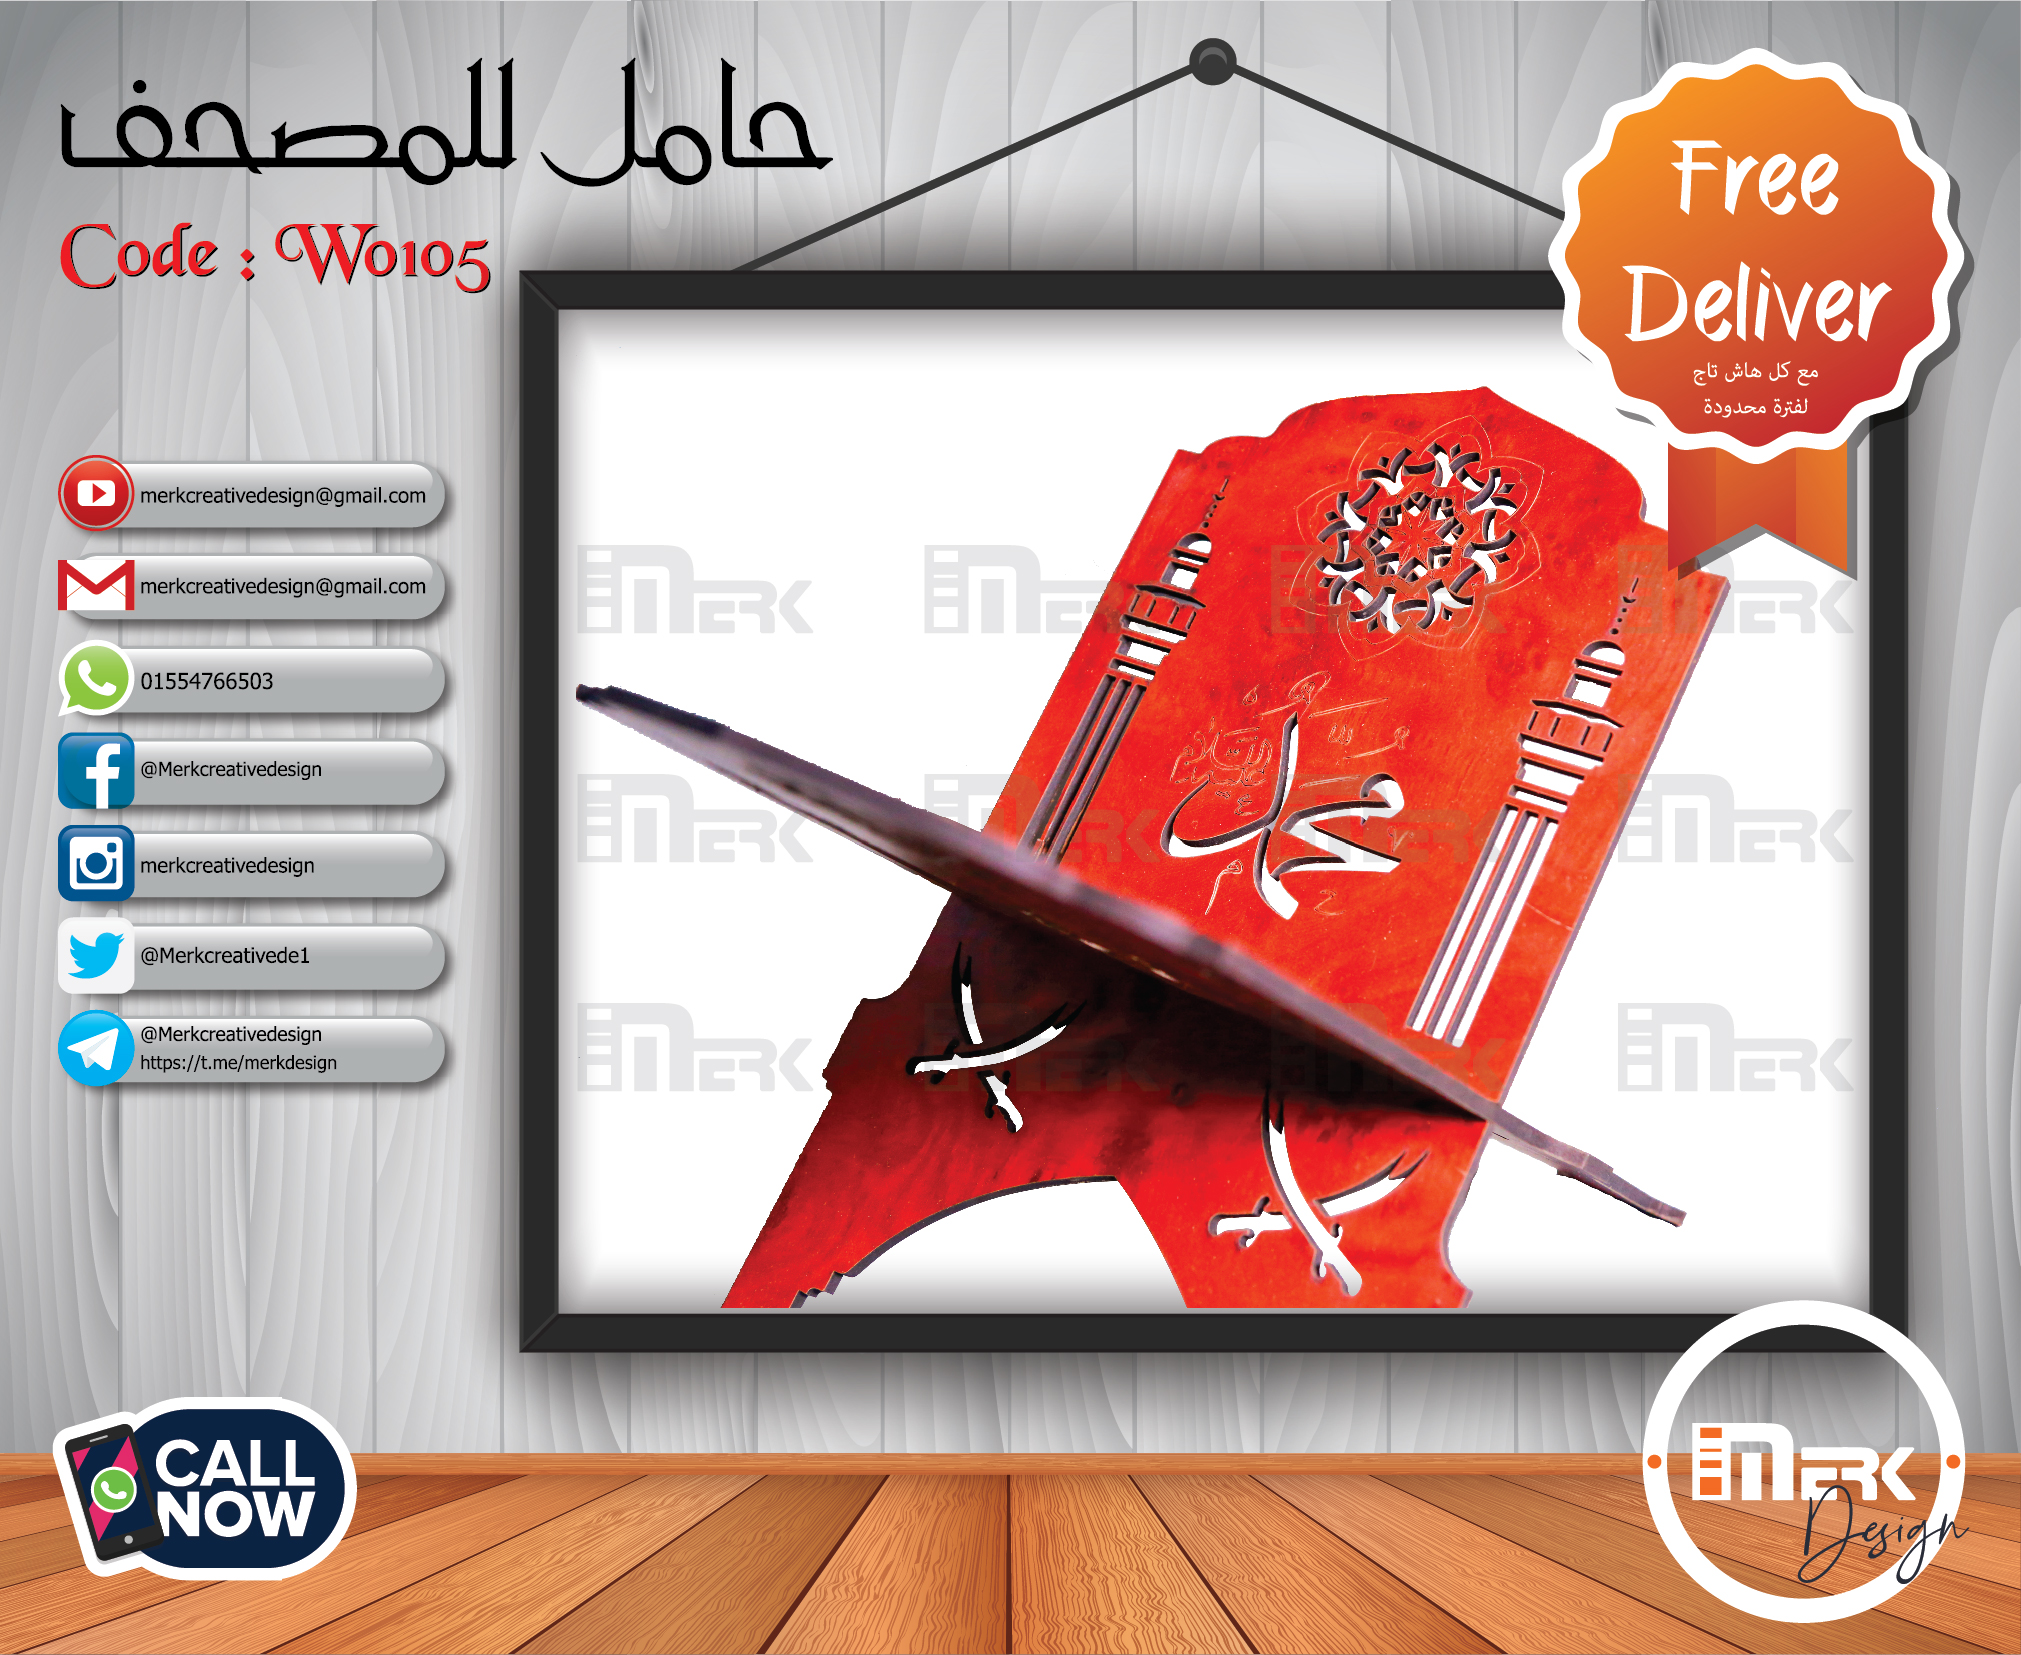 حامل للمصحف
Code : W0105
Free
Deliver
مع كل هاش تاج
لفترة محدودة
merkcreativedesign@gmail.com
merkcreativedesign@gmail.com
01554766503
@Merkcreativedesign
merkcreativedesign
@Merkcreativede1
@Merkcreativedesign
https://t.me/merkdesign
محمد
CALL
NOW
MERK
Design